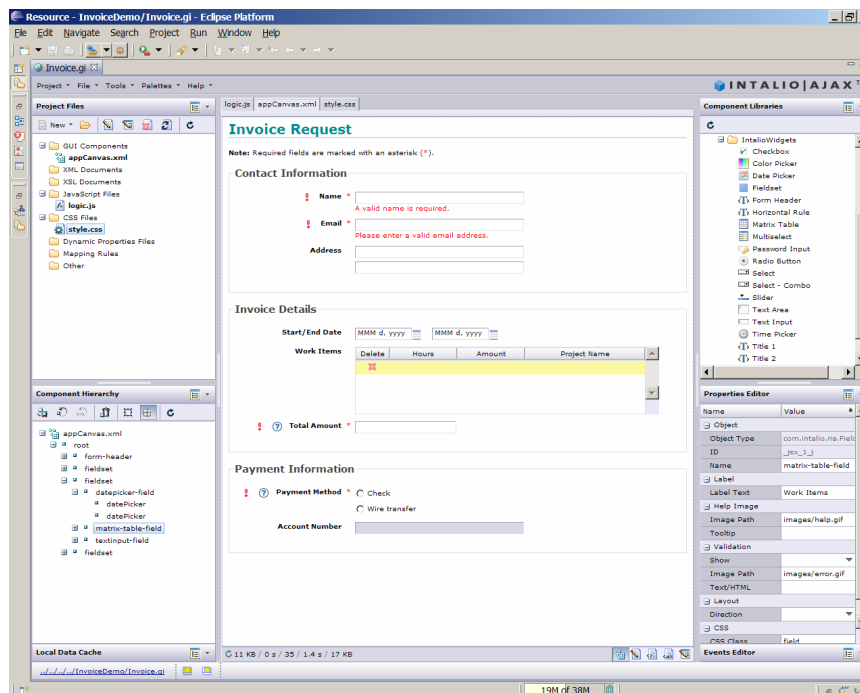 Resource - InvoiceDemo/Invoice.gi - Eclipse Platform
File Edit Navigate Search Project Run Window Help
Invoice.gi
Project File Tools Palettes Help
INTALIO|AJAX
Project Files
New
GUI Components
appCanvas.xml
XML Documents
XSL Documents
JavaScript Files
logic.js
CSS Files
style.css
Dynamic Properties Files
Mapping Rules
Other
Component Hierarchy
appCanvas.xml
root
form-header
fieldset
fieldset
datepicker-field
datePicker
datePicker
matrix-table-field
textinput-field
fieldset
Local Data Cache
../../../../InvoiceDemo/Invoice.gi
logic.js appCanvas.xml style.css
Invoice Request
Note: Required fields are marked with an asterisk (*).
Contact Information
Name *
A valid name is required.
Email *
Please enter a valid email address.
Address
Invoice Details
Start/End Date MMM d, yyyy MMM d, yyyy
Work Items
Delete Hours Amount Project Name
Total Amount *
Payment Information
Payment Method * Check
Wire transfer
Account Number
11 KB / 0 s / 35 / 1.4 s / 17 KB
Component Libraries
IntalioWidgets
Checkbox
Color Picker
Date Picker
Fieldset
Form Header
Horizontal Rule
Matrix Table
Multiselect
Password Input
Radio Button
Select
Select - Combo
Slider
Text Area
Text Input
Time Picker
Title 1
Title 2
Properties Editor
Name Value
Object
Object Type com.intalio.ria.Field
ID _jsx_1_j
Name matrix-table-field
Label
Label Text Work Items
Help Image
Image Path images/help.gif
Tooltip
Validation
Show
Image Path images/error.gif
Text/HTML
Layout
Direction
CSS
CSS Class field
Events Editor
19M of 38M